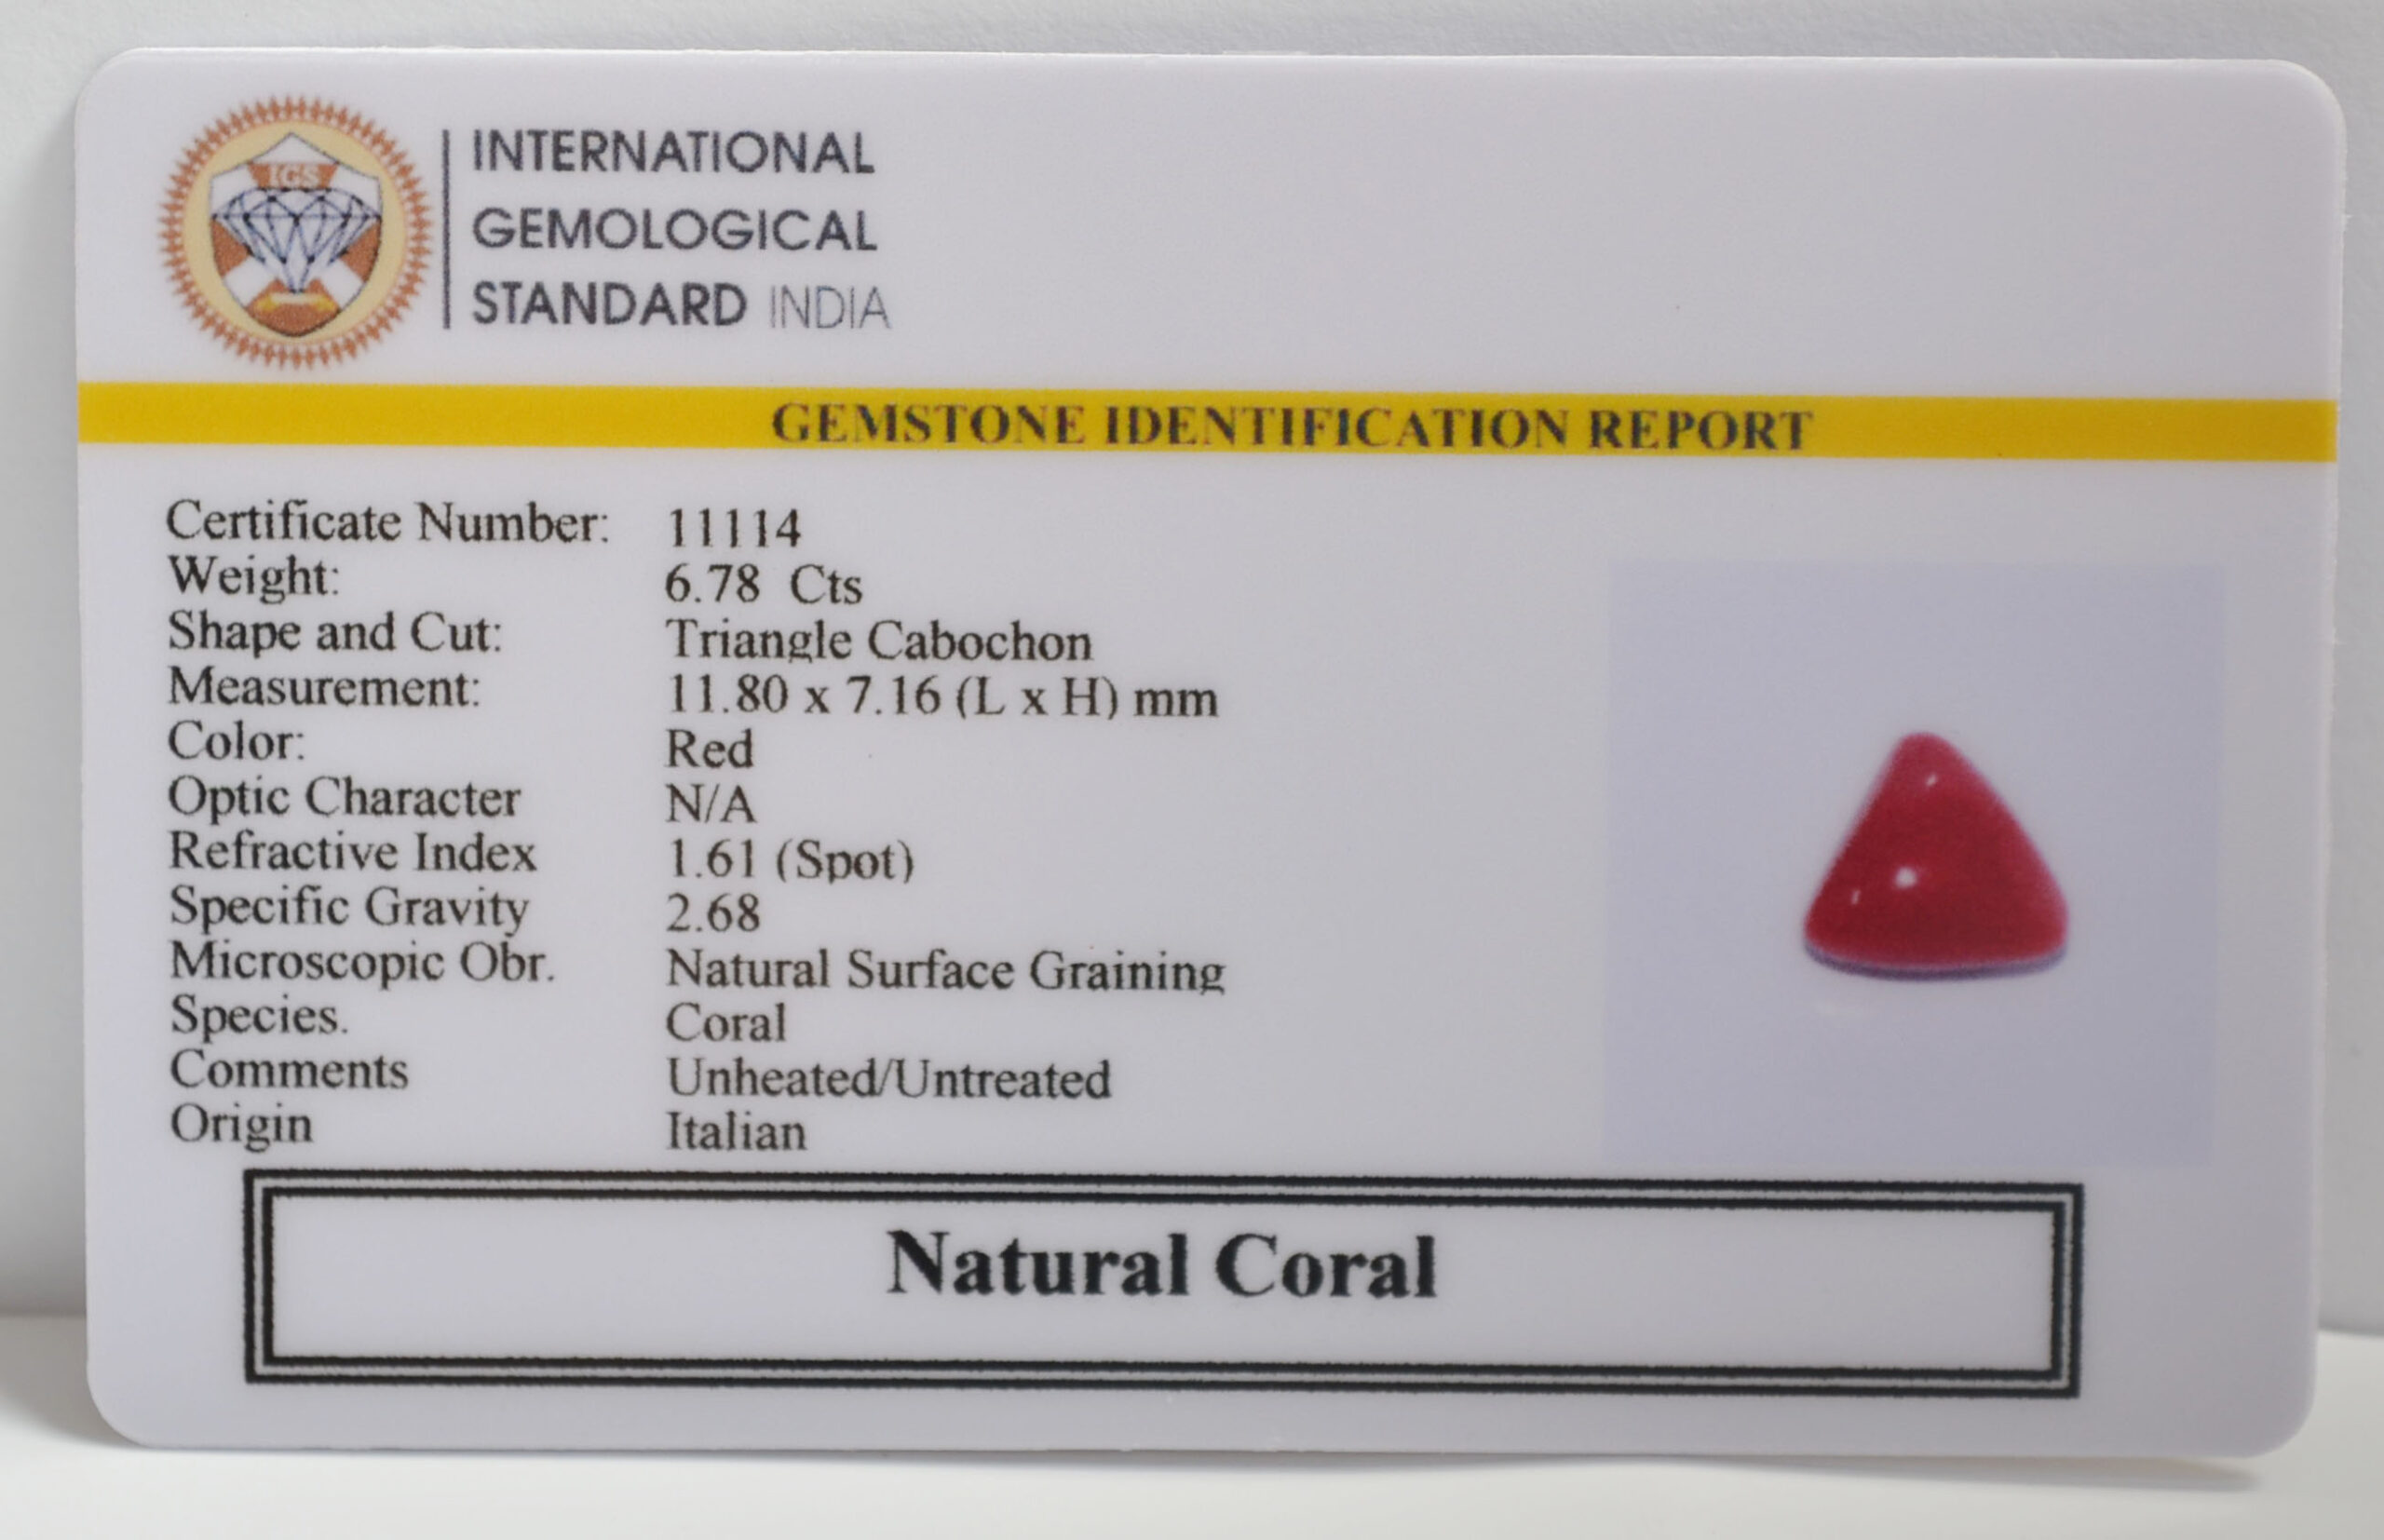 IGS
INTERNATIONAL
GEMOLOGICAL
STANDARD INDIA
GEMSTONE IDENTIFICATION REPORT
Certificate Number: 11114
Weight: 6.78 Cts
Shape and Cut: Triangle Cabochon
Measurement: 11.80 x 7.16 (L x H) mm
Color: Red
Optic Character N/A
Refractive Index 1.61 (Spot)
Specific Gravity 2.68
Microscopic Obr. Natural Surface Graining
Species. Coral
Comments Unheated/Untreated
Origin Italian
Natural Coral